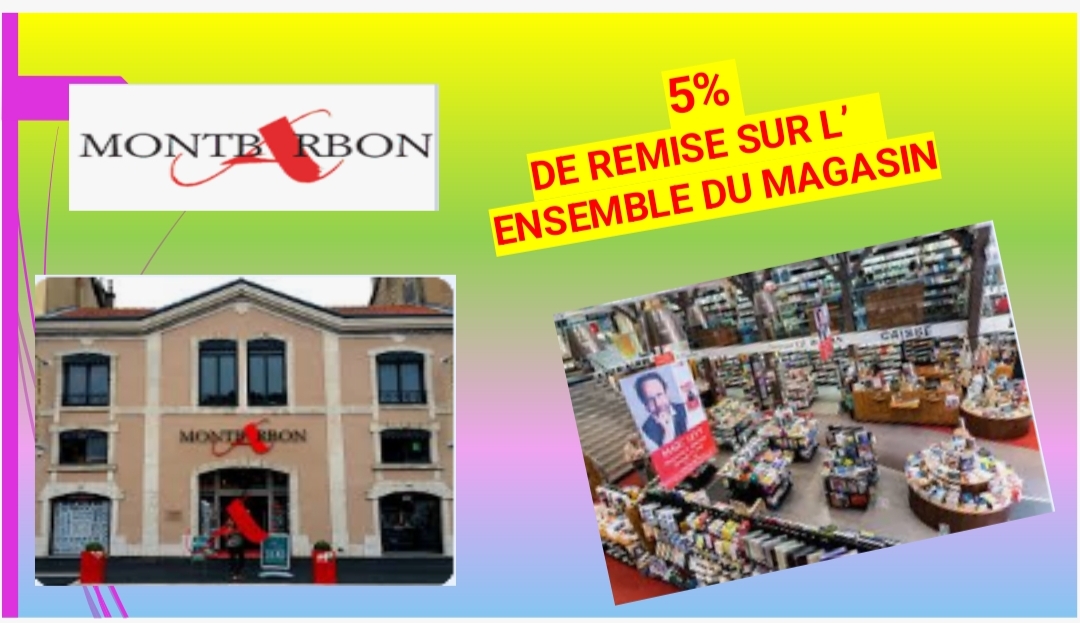 MONTBARBON
5%
DE REMISE SUR L’
ENSEMBLE DU MAGASIN
MONTBARBON
CAISSE